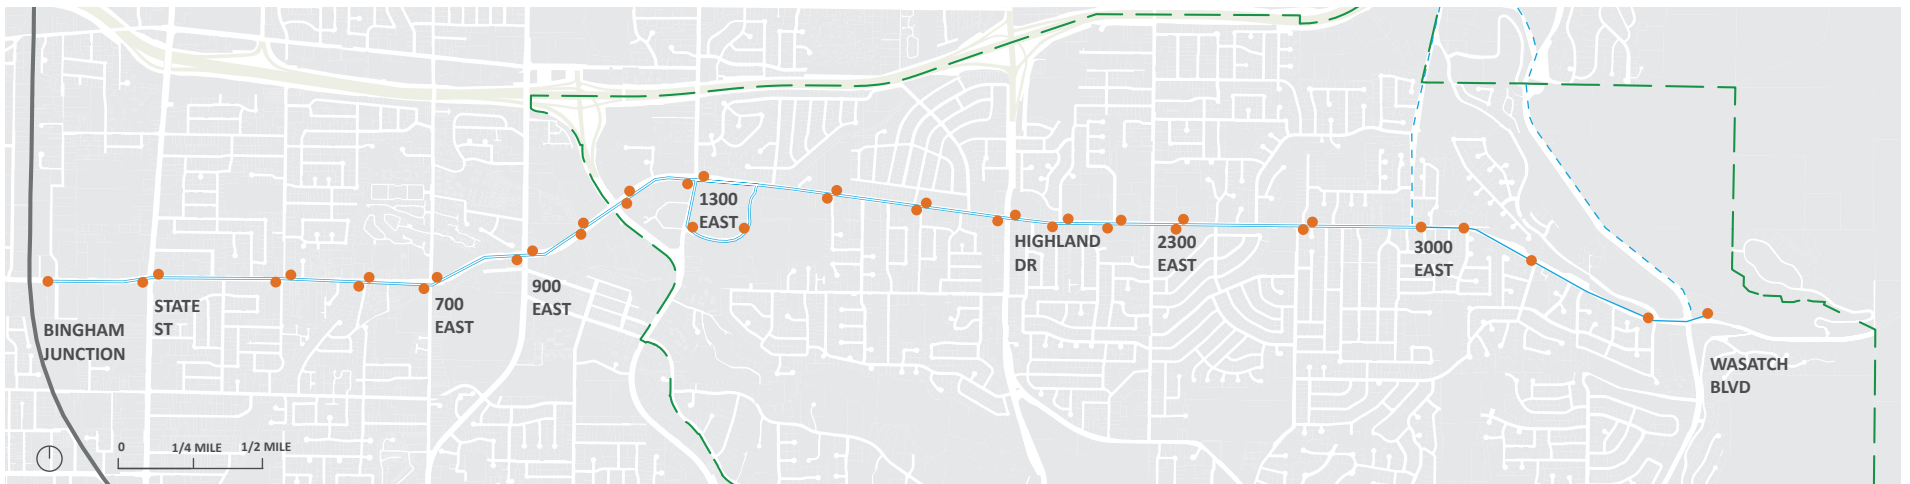 BINGHAM
JUNCTION
STATE
ST
700
EAST
900
EAST
1300
EAST
HIGHLAND
DR
2300
EAST
3000
EAST
WASATCH
BLVD
0 1/4 MILE 1/2 MILE